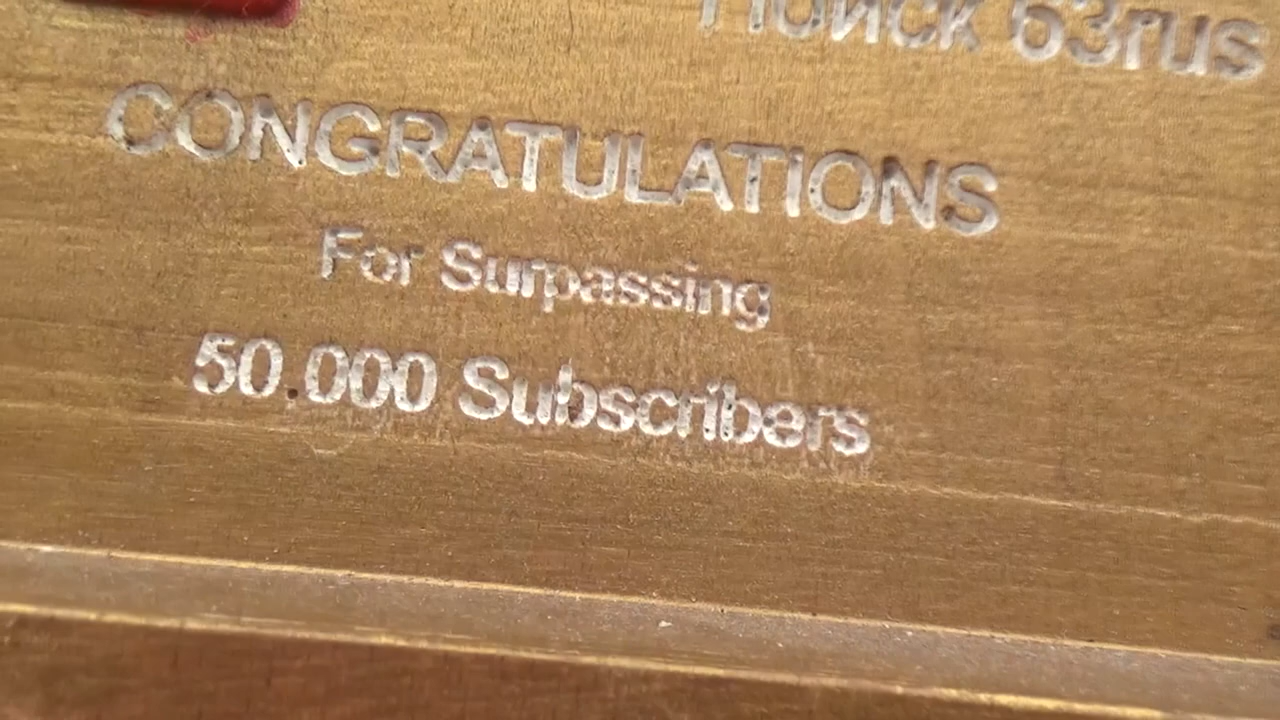 Поиск 63rus
CONGRATULATIONS
For Surpassing
50.000 Subscribers